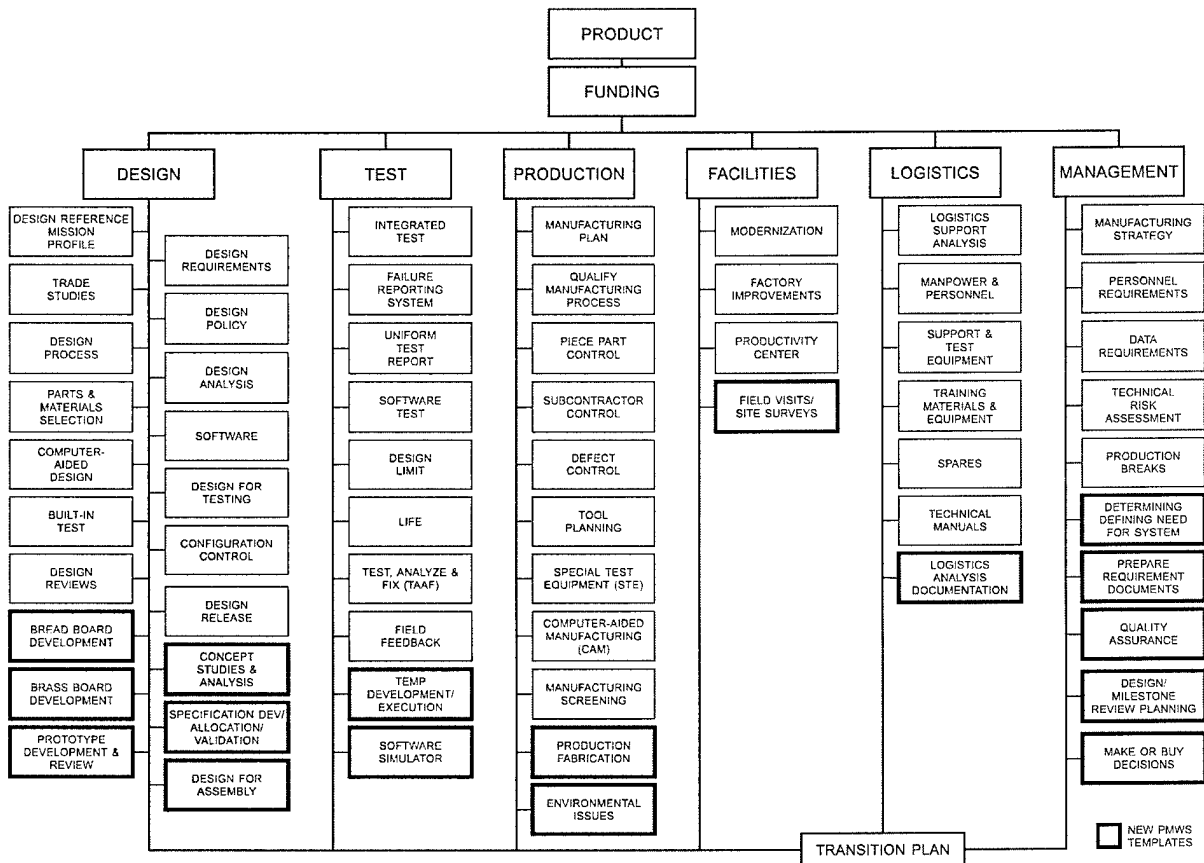 PRODUCT
FUNDING
DESIGN
TEST
PRODUCTION
FACILITIES
LOGISTICS
MANAGEMENT
DESIGN REFERENCE
MISSION
PROFILE
TRADE
STUDIES
DESIGN
PROCESS
PARTS &
MATERIALS
SELECTION
COMPUTER-
AIDED
DESIGN
BUILT-IN
TEST
DESIGN
REVIEWS
BREAD BOARD
DEVELOPMENT
BRASS BOARD
DEVELOPMENT
PROTOTYPE
DEVELOPMENT &
REVIEW
DESIGN
REQUIREMENTS
DESIGN
POLICY
DESIGN
ANALYSIS
SOFTWARE
DESIGN FOR
TESTING
CONFIGURATION
CONTROL
DESIGN
RELEASE
CONCEPT
STUDIES &
ANALYSIS
SPECIFICATION DEV/
ALLOCATION/
VALIDATION
DESIGN FOR
ASSEMBLY
INTEGRATED
TEST
FAILURE
REPORTING
SYSTEM
UNIFORM
TEST
REPORT
SOFTWARE
TEST
DESIGN
LIMIT
LIFE
TEST, ANALYZE &
FIX (TAAF)
FIELD
FEEDBACK
TEMP
DEVELOPMENT/
EXECUTION
SOFTWARE
SIMULATOR
MANUFACTURING
PLAN
QUALIFY
MANUFACTURING
PROCESS
PIECE PART
CONTROL
SUBCONTRACTOR
CONTROL
DEFECT
CONTROL
TOOL
PLANNING
SPECIAL TEST
EQUIPMENT (STE)
COMPUTER-AIDED
MANUFACTURING
(CAM)
MANUFACTURING
SCREENING
PRODUCTION
FABRICATION
ENVIRONMENTAL
ISSUES
MODERNIZATION
FACTORY
IMPROVEMENTS
PRODUCTIVITY
CENTER
FIELD VISITS/
SITE SURVEYS
LOGISTICS
SUPPORT
ANALYSIS
MANPOWER &
PERSONNEL
SUPPORT &
TEST
EQUIPMENT
TRAINING
MATERIALS &
EQUIPMENT
SPARES
TECHNICAL
MANUALS
LOGISTICS
ANALYSIS
DOCUMENTATION
MANUFACTURING
STRATEGY
PERSONNEL
REQUIREMENTS
DATA
REQUIREMENTS
TECHNICAL
RISK
ASSESSMENT
PRODUCTION
BREAKS
DETERMINING
DEFINING NEED
FOR SYSTEM
PREPARE
REQUIREMENT
DOCUMENTS
QUALITY
ASSURANCE
DESIGN/
MILESTONE
REVIEW PLANNING
MAKE OR BUY
DECISIONS
TRANSITION PLAN
NEW PMWS
TEMPLATES